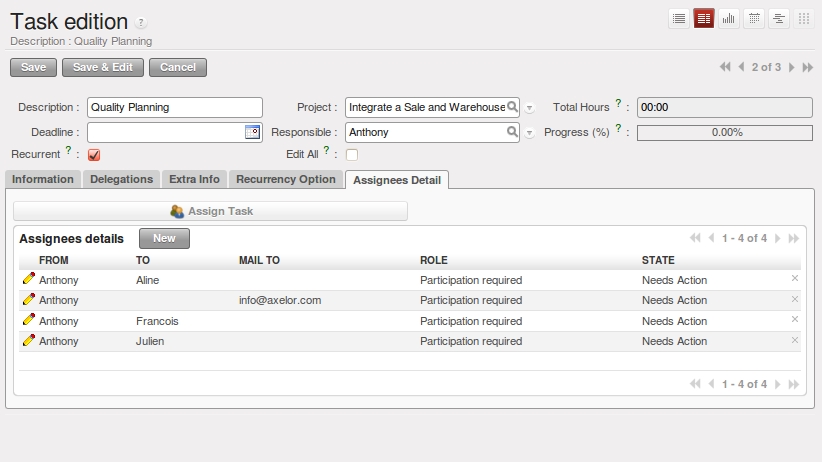 Task edition ?
Description : Quality Planning
Save Save & Edit Cancel 2 of 3
Description : Quality Planning Project : Integrate a Sale and Warehouse Total Hours ? : 00:00
Deadline : Responsible : Anthony Progress (%) ? : 0.00%
Recurrent ? : Edit All ? :
Information Delegations Extra Info Recurrency Option Assignees Detail
Assign Task
Assignees details New 1 - 4 of 4
FROM TO MAIL TO ROLE STATE
Anthony Aline Participation required Needs Action
Anthony info@axelor.com Participation required Needs Action
Anthony Francois Participation required Needs Action
Anthony Julien Participation required Needs Action
1 - 4 of 4